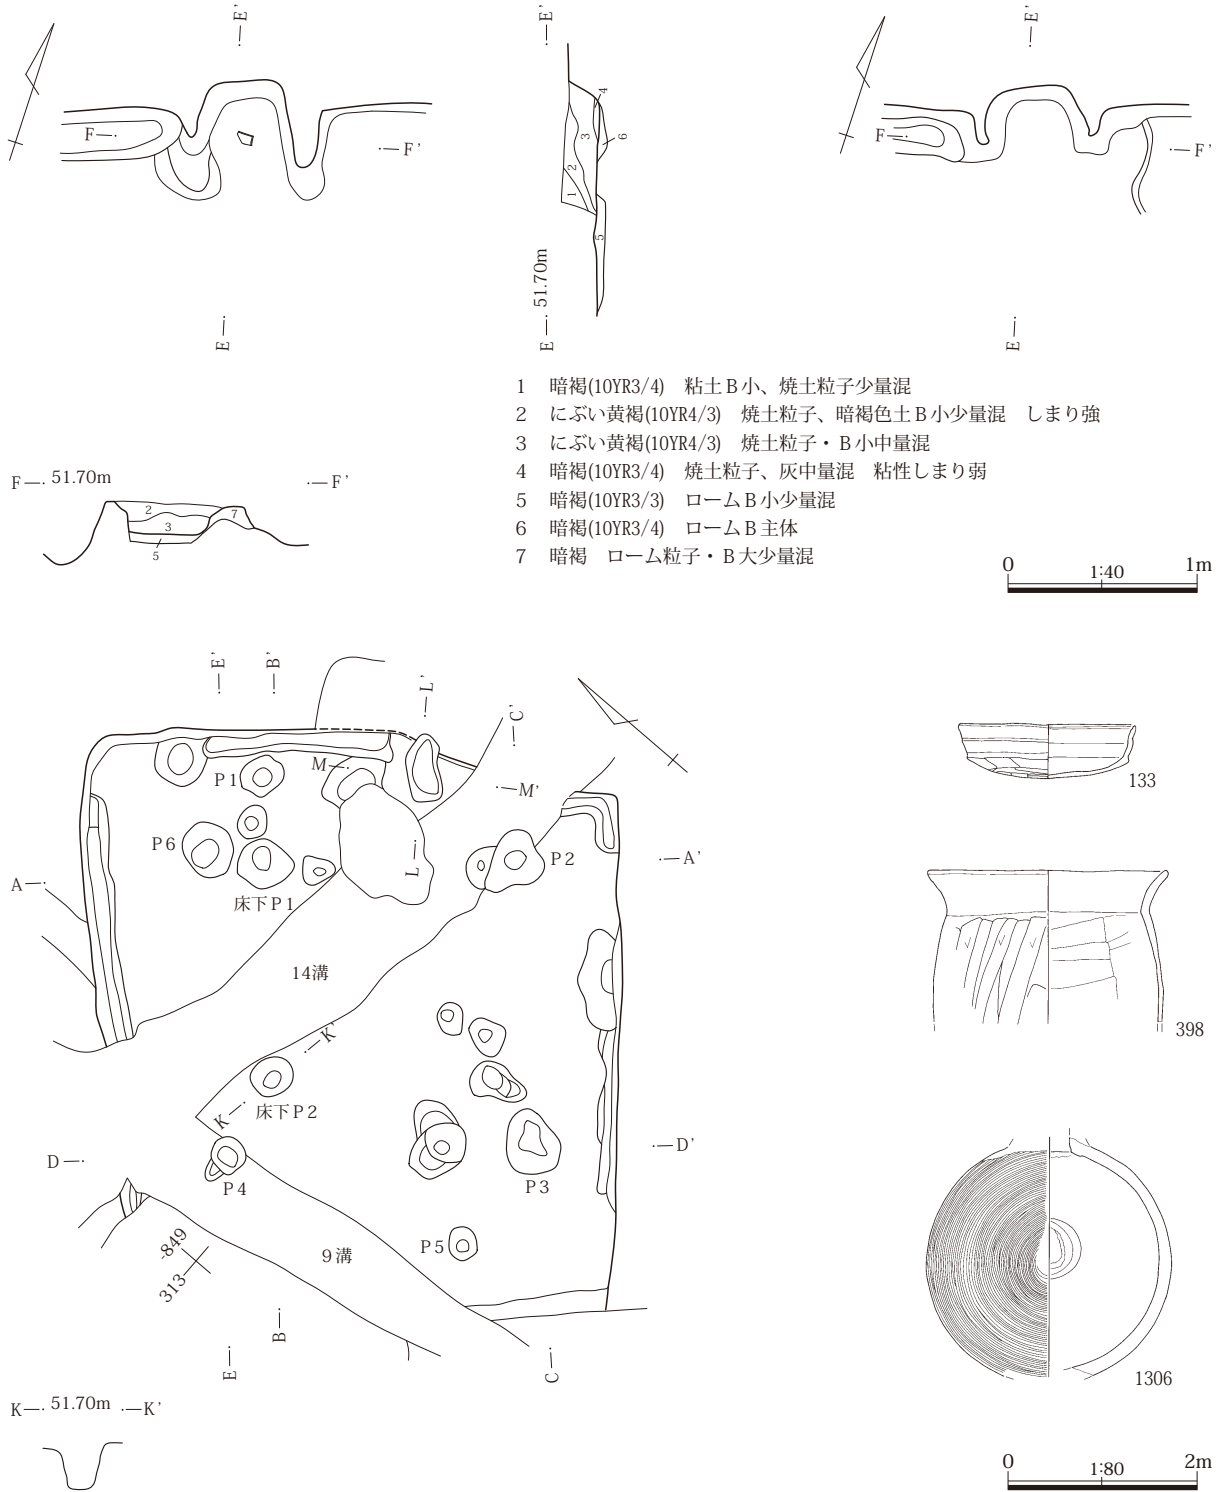 E'
E'
E'
F
F'
4
3
6
2
1
5
F
F'
51.70m
E
E
E
1　暗褐(10YR3/4)　粘土B小、焼土粒子少量混
2　にぶい黄褐(10YR4/3)　焼土粒子、暗褐色土B小少量混　しまり強
3　にぶい黄褐(10YR4/3)　焼土粒子・B小中量混
4　暗褐(10YR3/4)　焼土粒子、灰中量混　粘性しまり弱
5　暗褐(10YR3/3)　ロームB小少量混
6　暗褐(10YR3/4)　ロームB主体
7　暗褐　ローム粒子・B大少量混
F 51.70m F'
2
7
3
5
0 1:40 1m
E'
B'
L'
C'
M
M'
P1
P6
P2
A
A'
L
床下P1
14溝
K'
K
床下P2
D
D'
P4
P3
P5
-849
313
9溝
B
E
C
133
398
1306
K 51.70m K'
0 1:80 2m